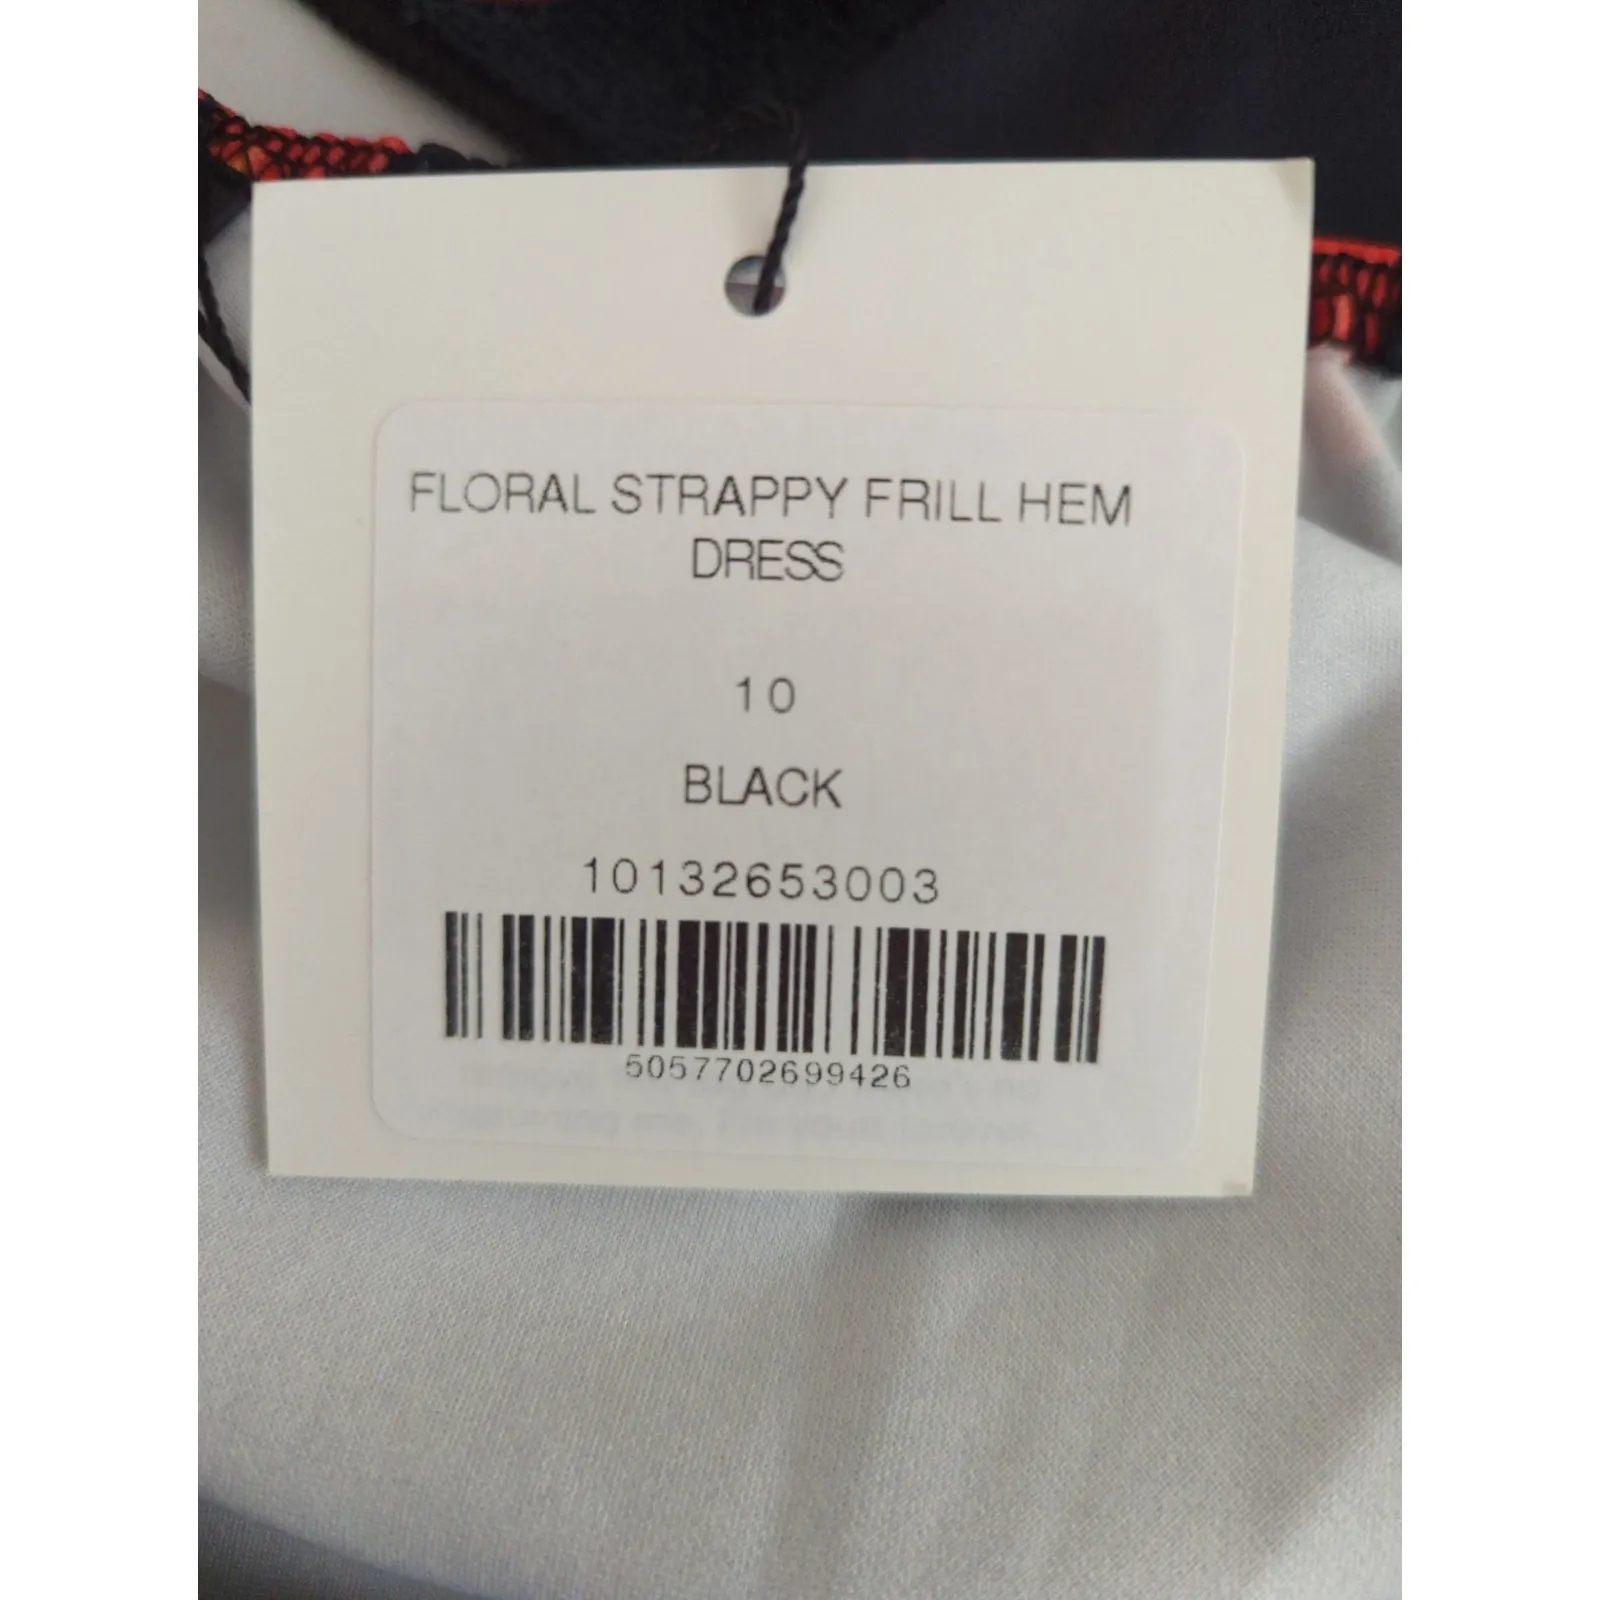 FLORAL STRAPPY FRILL HEM
DRESS
10
BLACK
10132653003
5057702699426